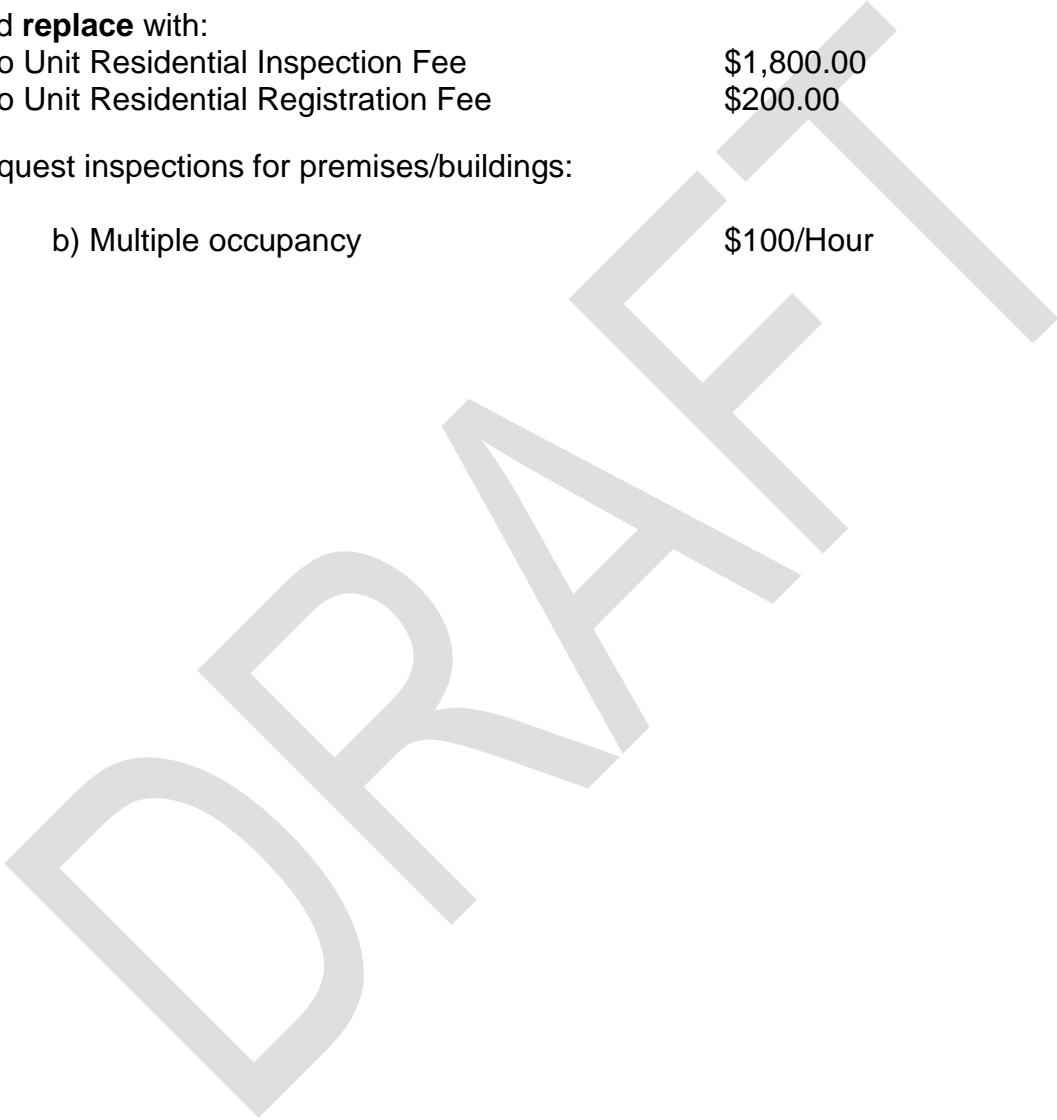 d replace with:
o Unit Residential Inspection Fee $1,800.00
o Unit Residential Registration Fee $200.00
quest inspections for premises/buildings:
b) Multiple occupancy $100/Hour
DRAFT